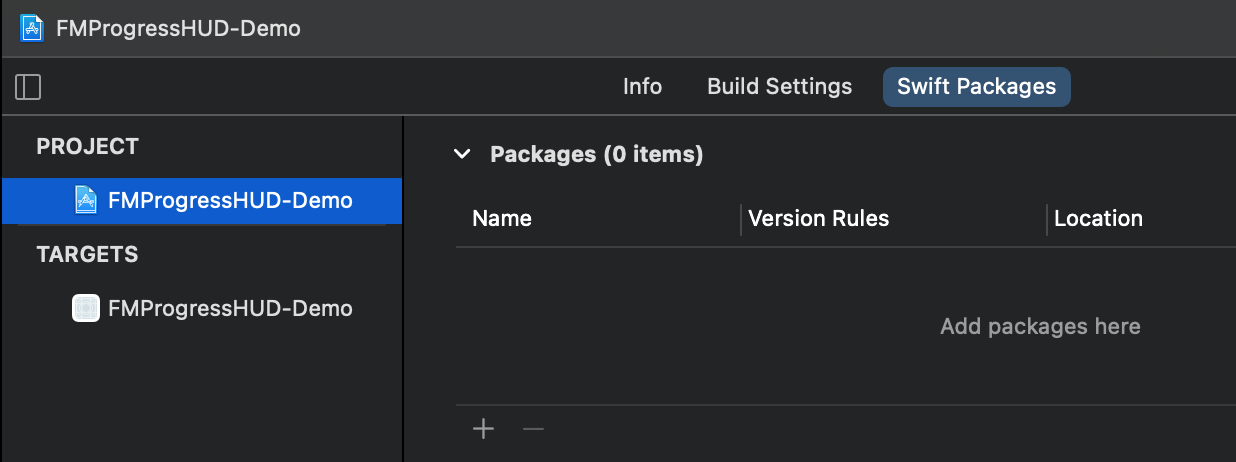 FMProgressHUD-Demo
Info Build Settings Swift Packages
PROJECT
FMProgressHUD-Demo
TARGETS
FMProgressHUD-Demo
Packages (0 items)
Name Version Rules Location
Add packages here